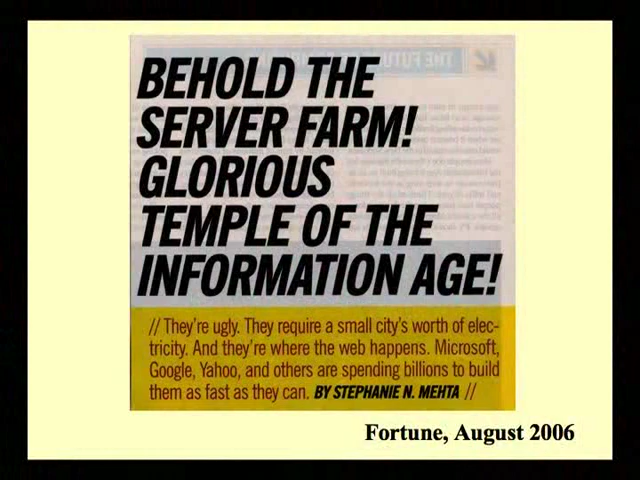 BEHOLD THE
SERVER FARM!
GLORIOUS
TEMPLE OF THE
INFORMATION AGE!
// They're ugly. They require a small city's worth of elec-
tricity. And they're where the web happens. Microsoft,
Google, Yahoo, and others are spending billions to build
them as fast as they can. BY STEPHANIE N. MEHTA //
Fortune, August 2006